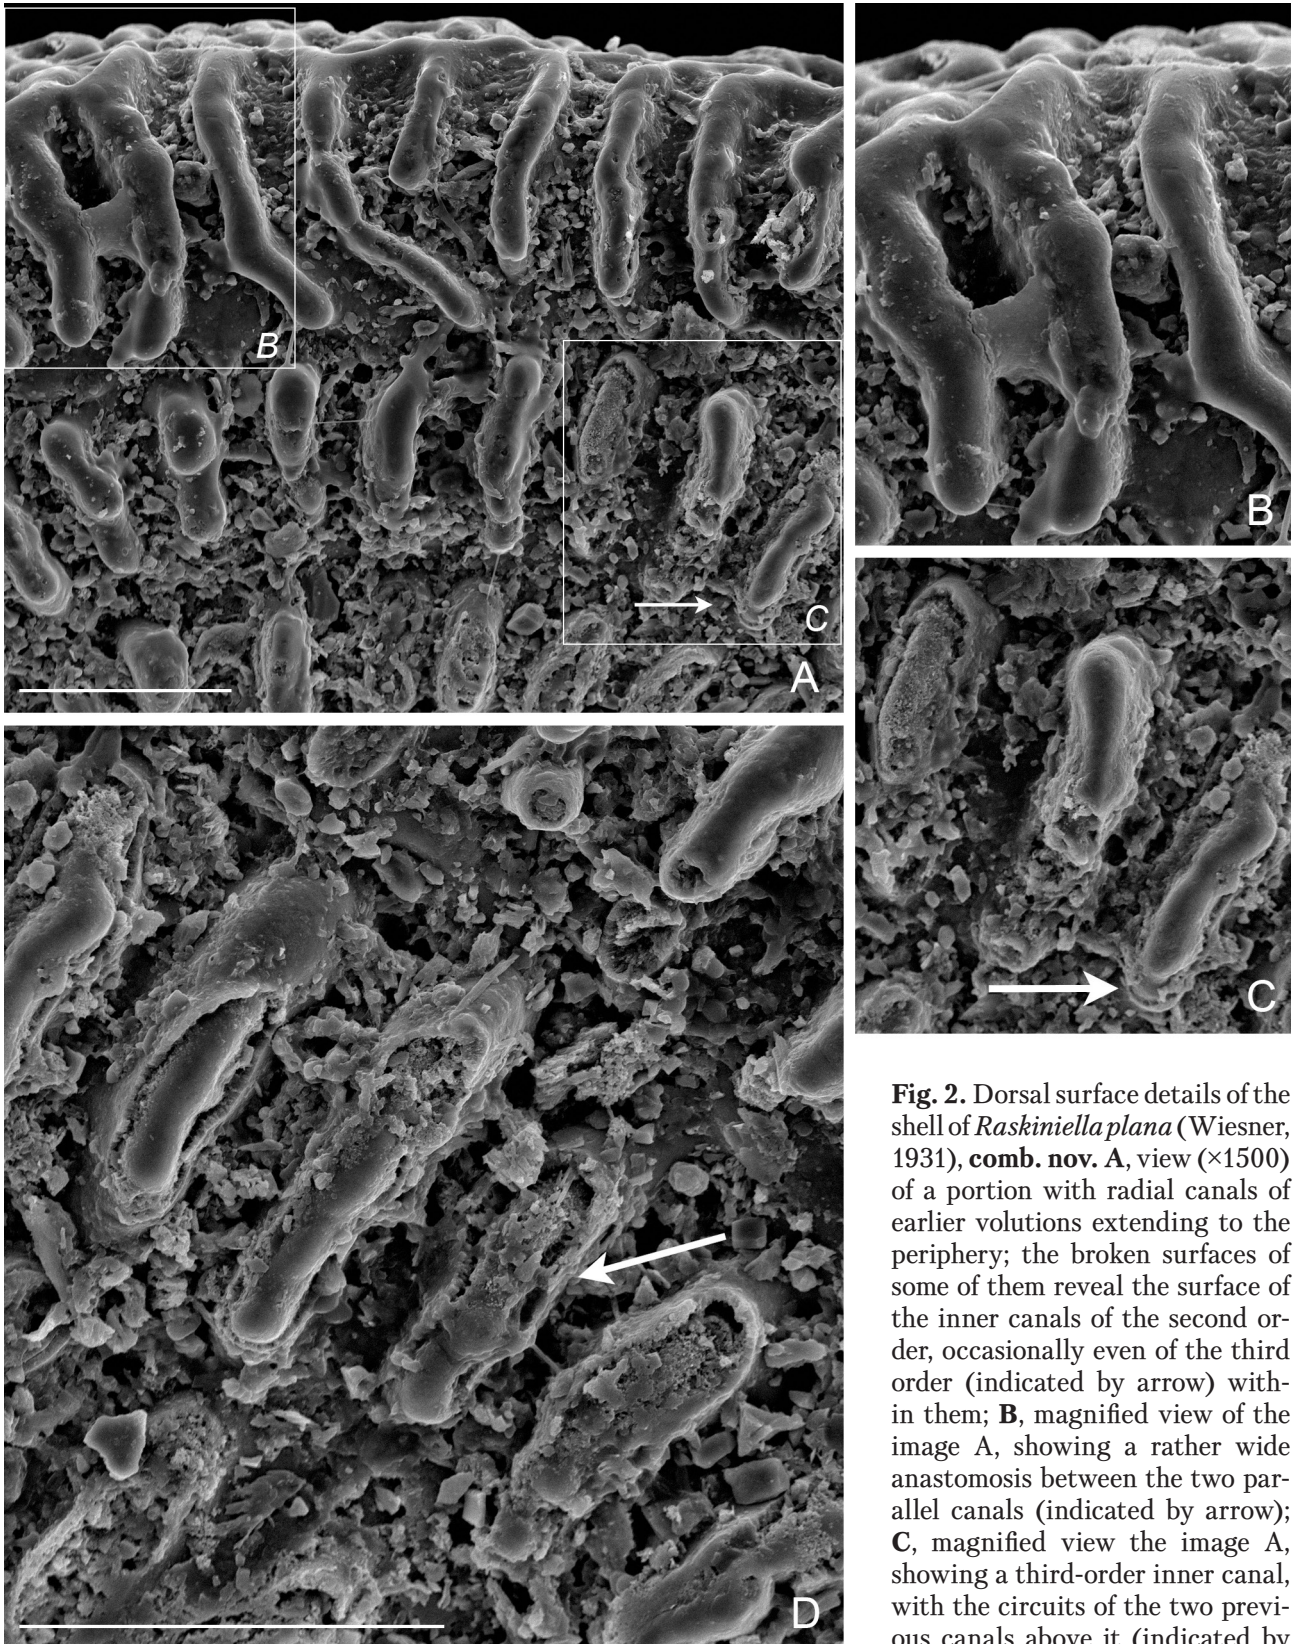 B
C
A
B
C
D
Fig. 2. Dorsal surface details of the
shell of Raskiniella plana (Wiesner,
1931), comb. nov. A, view (×1500)
of a portion with radial canals of
earlier volutions extending to the
periphery; the broken surfaces of
some of them reveal the surface of
the inner canals of the second or-
der, occasionally even of the third
order (indicated by arrow) with-
in them; B, magnified view of the
image A, showing a rather wide
anastomosis between the two par-
allel canals (indicated by arrow);
C, magnified view the image A,
showing a third-order inner canal,
with the circuits of the two previ-
ous canals above it (indicated by